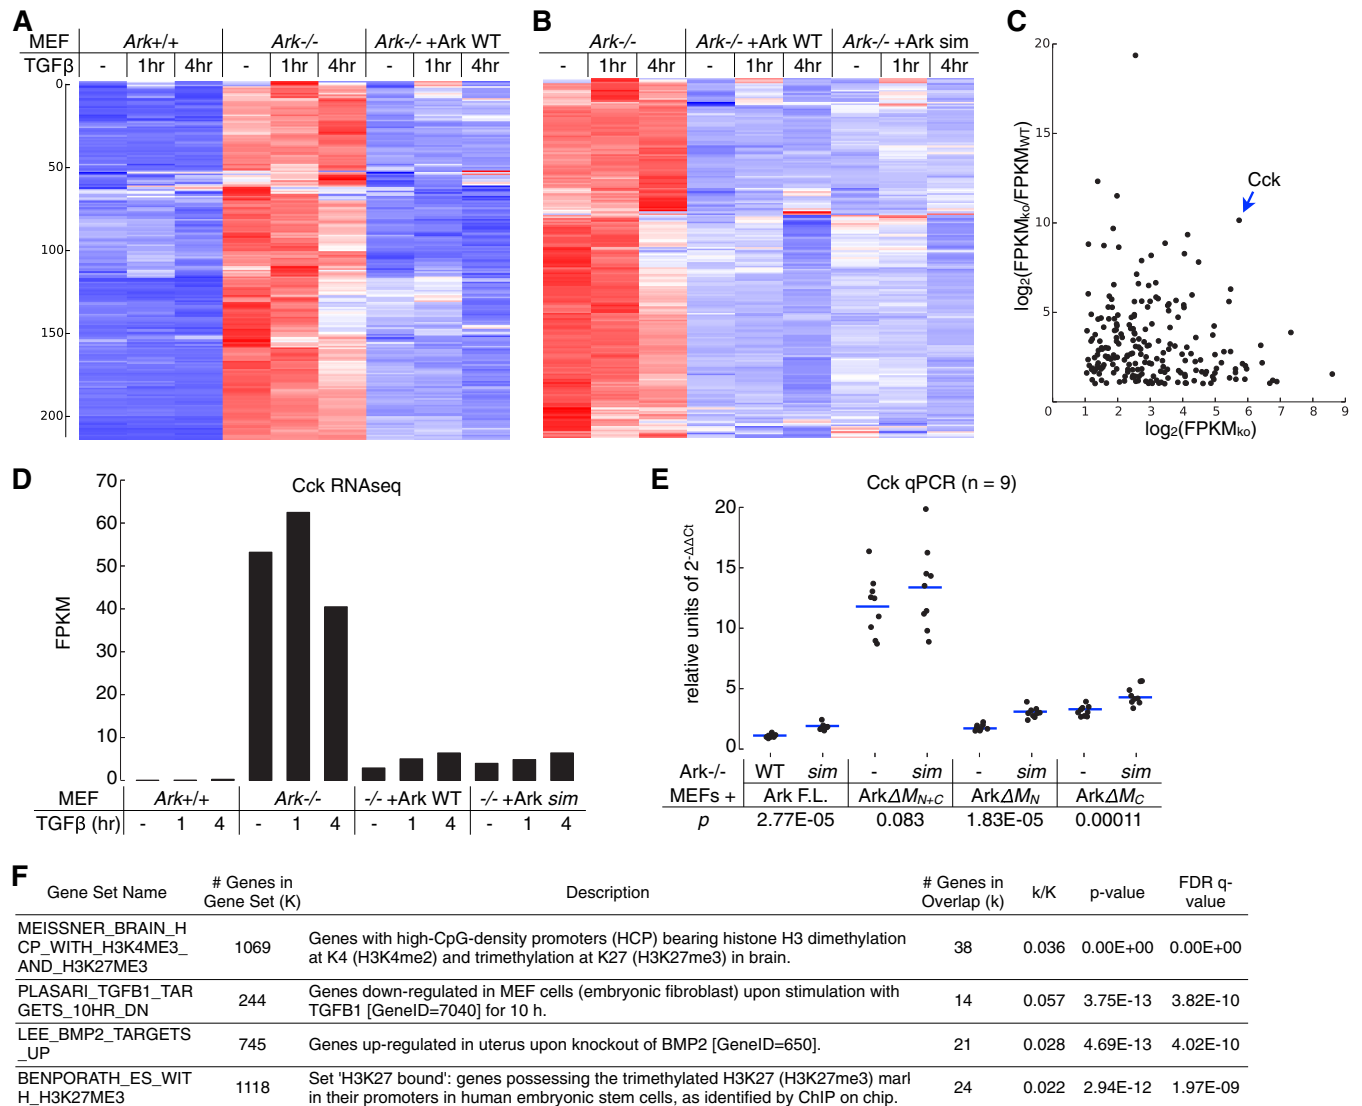 A
MEF Ark+/+ Ark-/- Ark-/- +Ark WT
TGFβ - 1hr 4hr - 1hr 4hr - 1hr 4hr
0
50
100
150
200
B
Ark-/- Ark-/- +Ark WT Ark-/- +Ark sim
- 1hr 4hr - 1hr 4hr - 1hr 4hr
C
log2(FPKMko/FPKMWT)
20
15
10
5
Cck
0 1 2 3 4 5 6 7 8 9
log2(FPKMko)
D
Cck RNAseq
FPKM
70
60
50
40
30
20
10
0
MEF Ark+/+ Ark-/- -/- +Ark WT -/- +Ark sim
TGFβ (hr) - 1 4 - 1 4 - 1 4 - 1 4
E
Cck qPCR (n = 9)
relative units of 2-ΔΔCt
20
15
10
5
0
Ark-/- WT sim - sim - sim - sim
MEFs + Ark F.L. ArkΔMN+C ArkΔMN ArkΔMC
p 2.77E-05 0.083 1.83E-05 0.00011
F
Gene Set Name # Genes in Gene Set (K) Description # Genes in Overlap (k) k/K p-value FDR q-value
MEISSNER_BRAIN_H
CP_WITH_H3K4ME3_
AND_H3K27ME3
1069
Genes with high-CpG-density promoters (HCP) bearing histone H3 dimethylation
at K4 (H3K4me2) and trimethylation at K27 (H3K27me3) in brain.
38 0.036 0.00E+00 0.00E+00
PLASARI_TGFB1_TAR
GETS_10HR_DN
244
Genes down-regulated in MEF cells (embryonic fibroblast) upon stimulation with
TGFB1 [GeneID=7040] for 10 h.
14 0.057 3.75E-13 3.82E-10
LEE_BMP2_TARGETS
_UP
745
Genes up-regulated in uterus upon knockout of BMP2 [GeneID=650].
21 0.028 4.69E-13 4.02E-10
BENPORATH_ES_WIT
H_H3K27ME3
1118
Set 'H3K27 bound': genes possessing the trimethylated H3K27 (H3K27me3) marl
in their promoters in human embryonic stem cells, as identified by ChIP on chip.
24 0.022 2.94E-12 1.97E-09